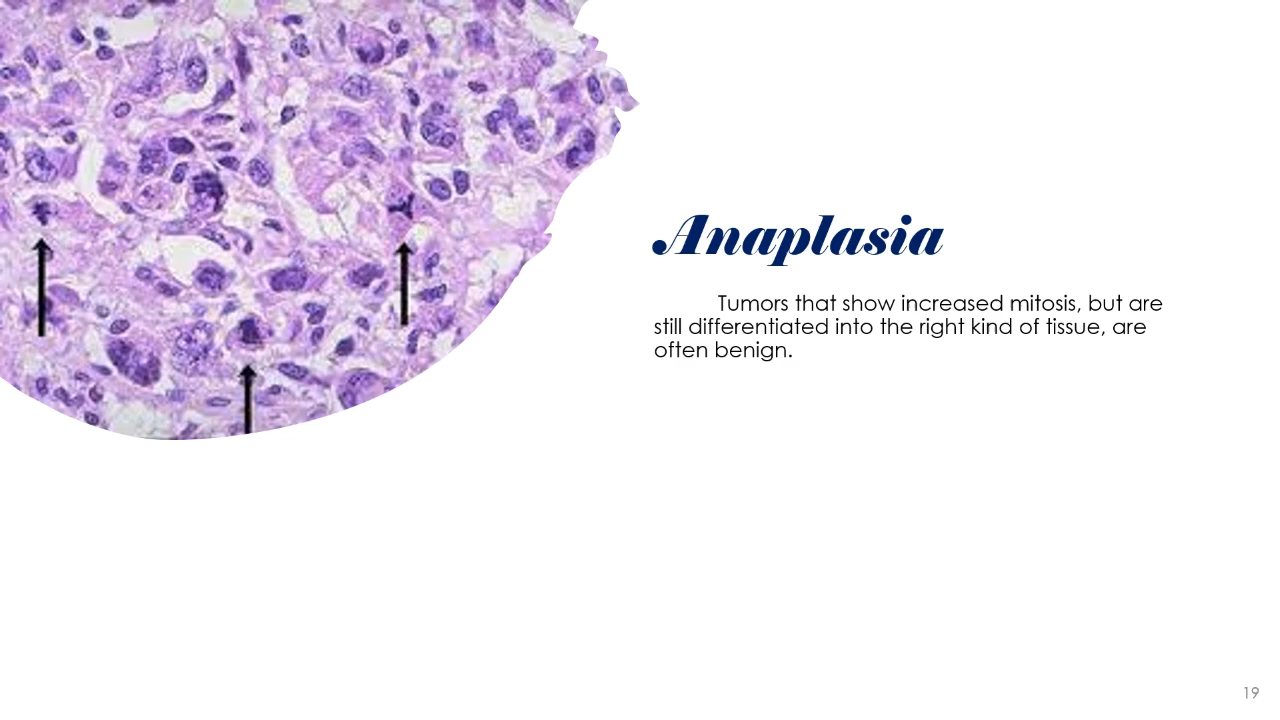 Anaplasia
Tumors that show increased mitosis, but are
still differentiated into the right kind of tissue, are
often benign.
19